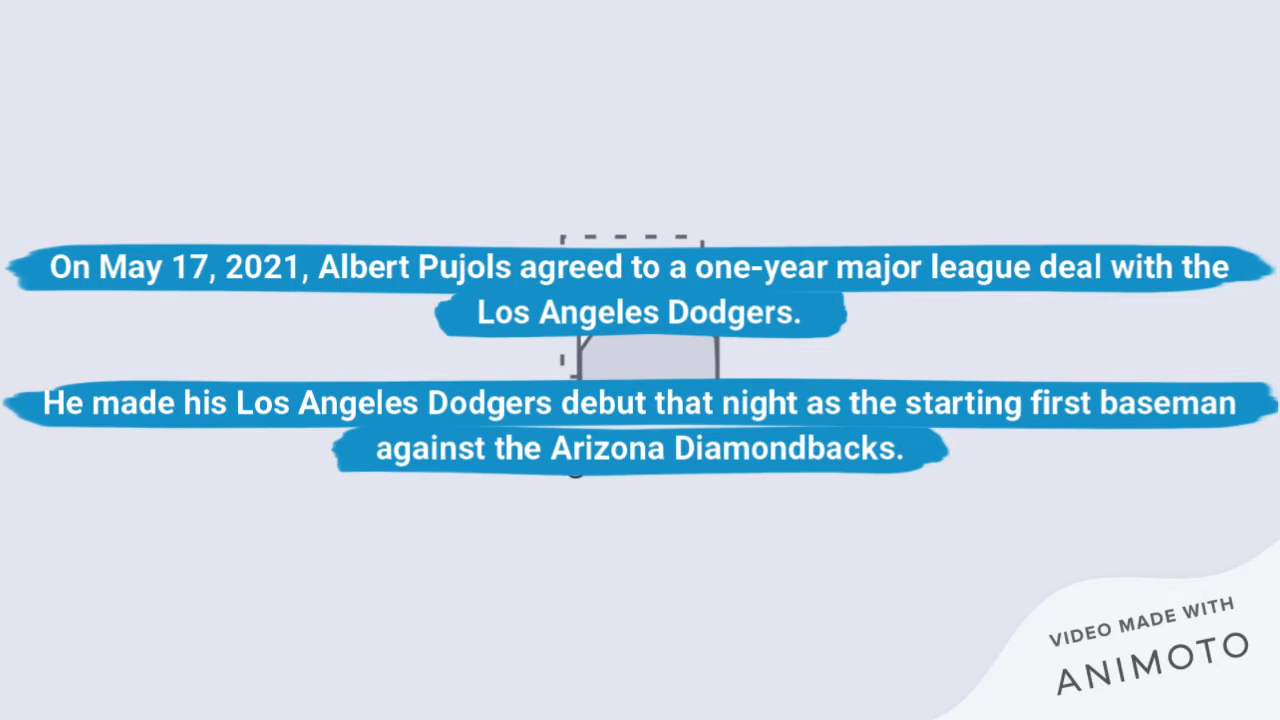 On May 17, 2021, Albert Pujols agreed to a one-year major league deal with the
Los Angeles Dodgers.
He made his Los Angeles Dodgers debut that night as the starting first baseman
against the Arizona Diamondbacks.
VIDEO MADE WITH
ANIMOTO